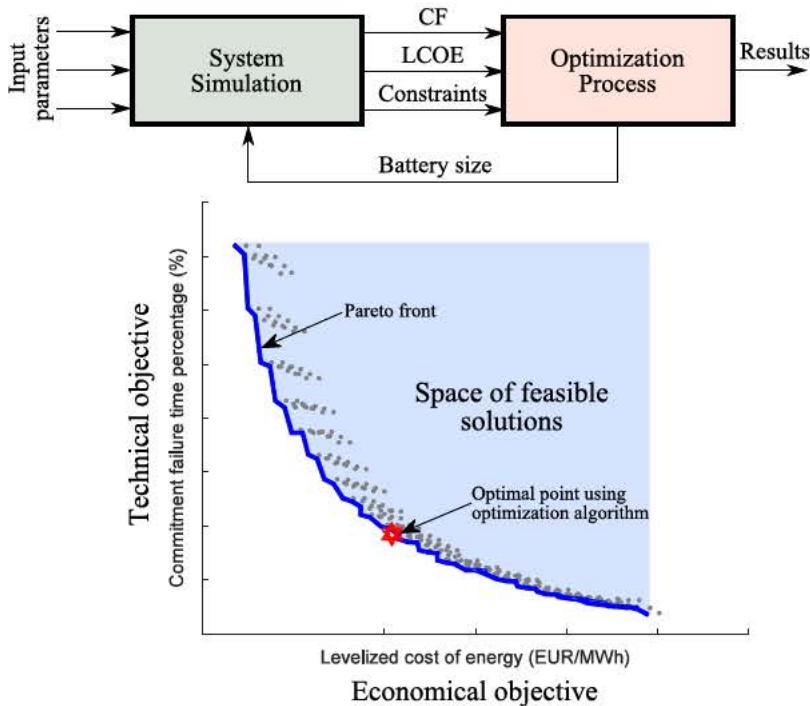 Input
parameters
System
Simulation
CF
LCOE
Constraints
Optimization
Process
Results
Battery size
Technical objective
Commitment failure time percentage (%)
Pareto front
Space of feasible
solutions
Optimal point using
optimization algorithm
Levelized cost of energy (EUR/MWh)
Economical objective